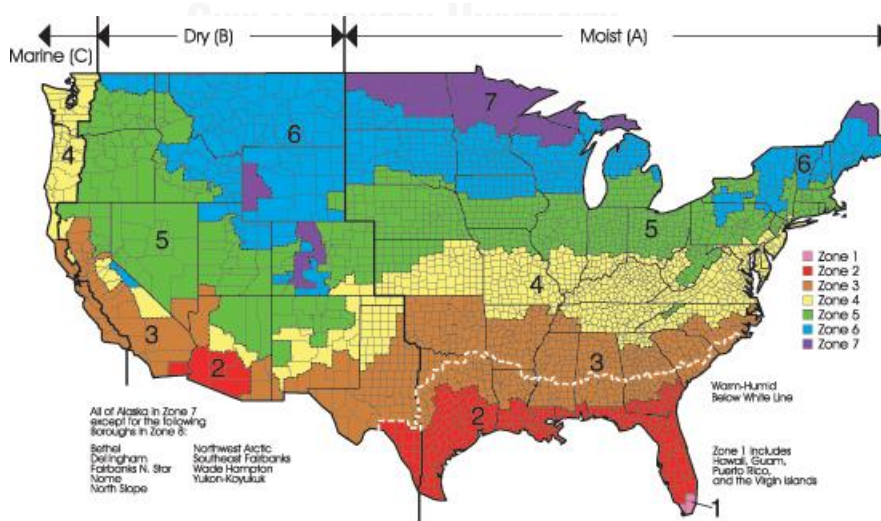 Marine (C)
Dry (B)
Moist (A)
7
6
6
4
5
5
4
3
3
2
2
1
Zone 1
Zone 2
Zone 3
Zone 4
Zone 5
Zone 6
Zone 7
Warm-Humid
Below White Line
All of Alaska in Zone 7
except for the following
Boroughs in Zone 8:
Bethel
Dellingham
Fairbanks N. Star
Nome
North Slope
Northwest Arctic
Southeast Fairbanks
Wade Hampton
Yukon-Koyukuk
Zone 1 includes
Hawaii, Guam,
Puerto Rico,
and the Virgin Islands